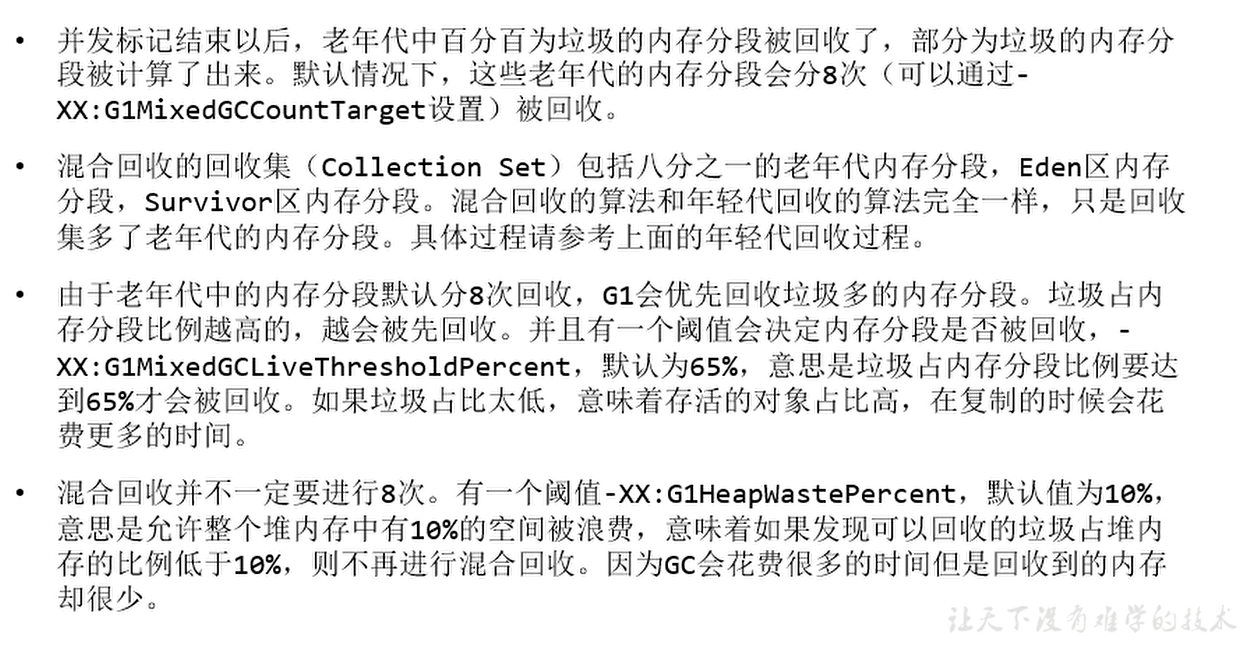 • 并发标记结束以后，老年代中百分百为垃圾的内存分段被回收了，部分为垃圾的内存分
段被计算了出来。默认情况下，这些老年代的内存分段会分8次（可以通过-
XX:G1MixedGCCountTarget设置）被回收。
• 混合回收的回收集（Collection Set）包括八分之一的老年代内存分段，Eden区内存
分段，Survivor区内存分段。混合回收的算法和年轻代回收的算法完全一样，只是回收
集多了老年代的内存分段。具体过程请参考上面的年轻代回收过程。
• 由于老年代中的内存分段默认分8次回收，G1会优先回收垃圾多的内存分段。垃圾占内
存分段比例越高的，越会被先回收。并且有一个阈值会决定内存分段是否被回收，-
XX:G1MixedGCLiveThresholdPercent，默认为65%，意思是垃圾占内存分段比例要达
到65%才会被回收。如果垃圾占比太低，意味着存活的对象占比高，在复制的时候会花
费更多的时间。
• 混合回收并不一定要进行8次。有一个阈值-XX:G1HeapWastePercent，默认值为10%，
意思是允许整个堆内存中有10%的空间被浪费，意味着如果发现可以回收的垃圾占堆内
存的比例低于10%，则不再进行混合回收。因为GC会花费很多的时间但是回收到的内存
却很少。
让天下没有难学的技术